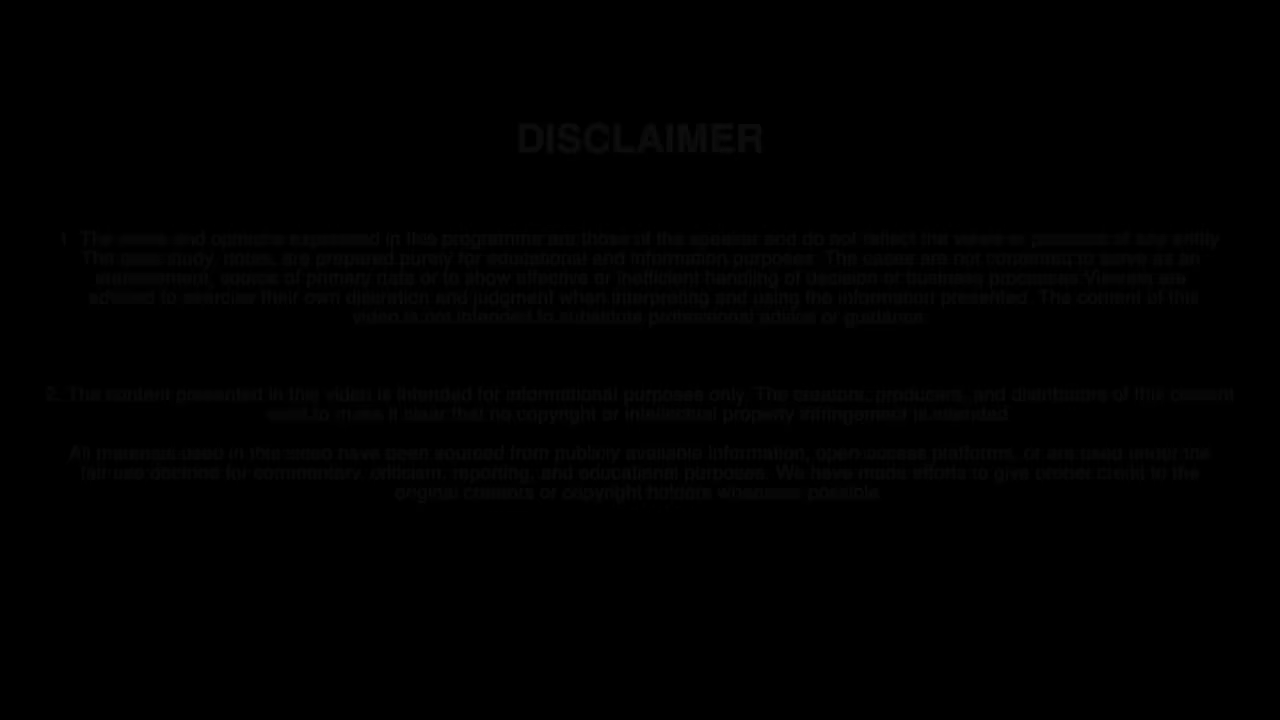 DISCLAIMER
1. The views and opinions expressed in this programme are those of the speaker and do not reflect the views or positions of any entity
The case study, notes, are prepared purely for educational and information purposes. The cases are not considered to serve as an
endorsement, source of primary data or to show effective or inefficient handling of decision or business processes Viewers are
advised to exercise their own discretion and judgment when interpreting and using the information presented. The content of this
video is not intended to substitute professional advice or guidance.
2. The content presented in this video is intended for informational purposes only. The creators, producers, and distributors of this content
want to make it clear that no copyright or intellectual property infringement is intended.
All materials used in this video have been sourced from publicly available information, open-access platforms, or are used under the
fair use doctrine for commentary, criticism, reporting, and educational purposes. We have made efforts to give proper credit to the
original creators or copyright holders whenever possible.